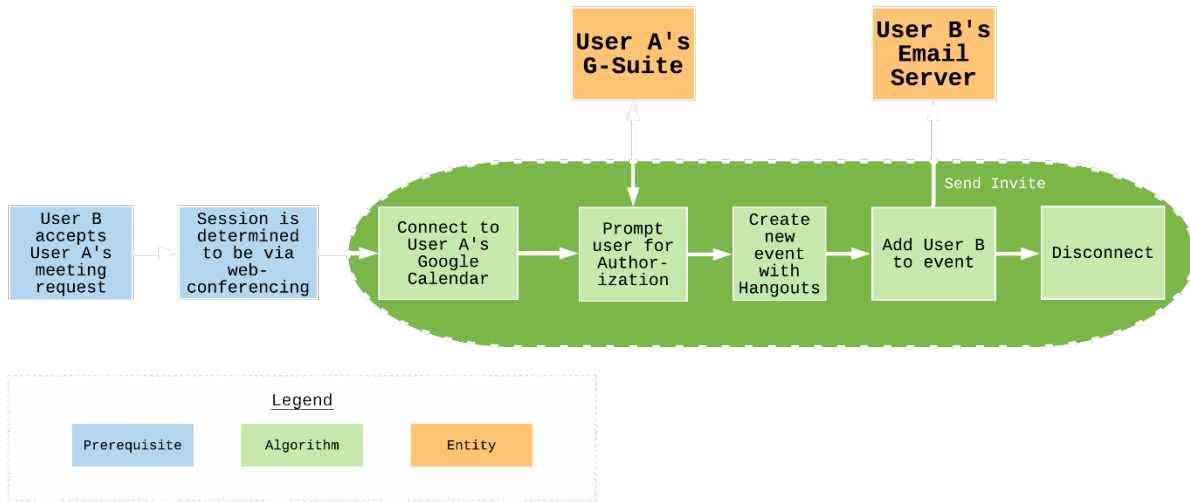 User A's
G-Suite
User B's
Email
Server
Send Invite
User B
accepts
User A's
meeting
request
Session is
determined
to be via
web-
conferencing
Connect to
User A's
Google
Calendar
Prompt
user for
Author-
ization
Create
new
event
with
Hangouts
Add User B
to event
Disconnect
Legend
Prerequisite
Algorithm
Entity